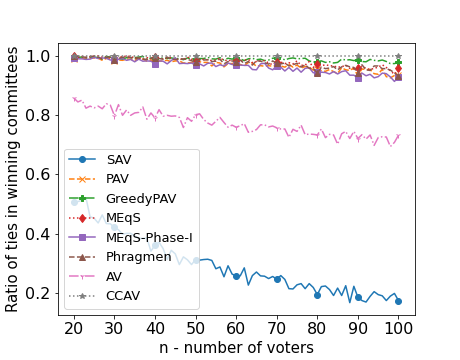 Ratio of ties in winning committees
1.0
0.8
0.6
0.4
0.2
SAV
PAV
GreedyPAV
MEqS
MEqS-Phase-I
Phragmen
AV
CCAV
20 30 40 50 60 70 80 90 100
n - number of voters